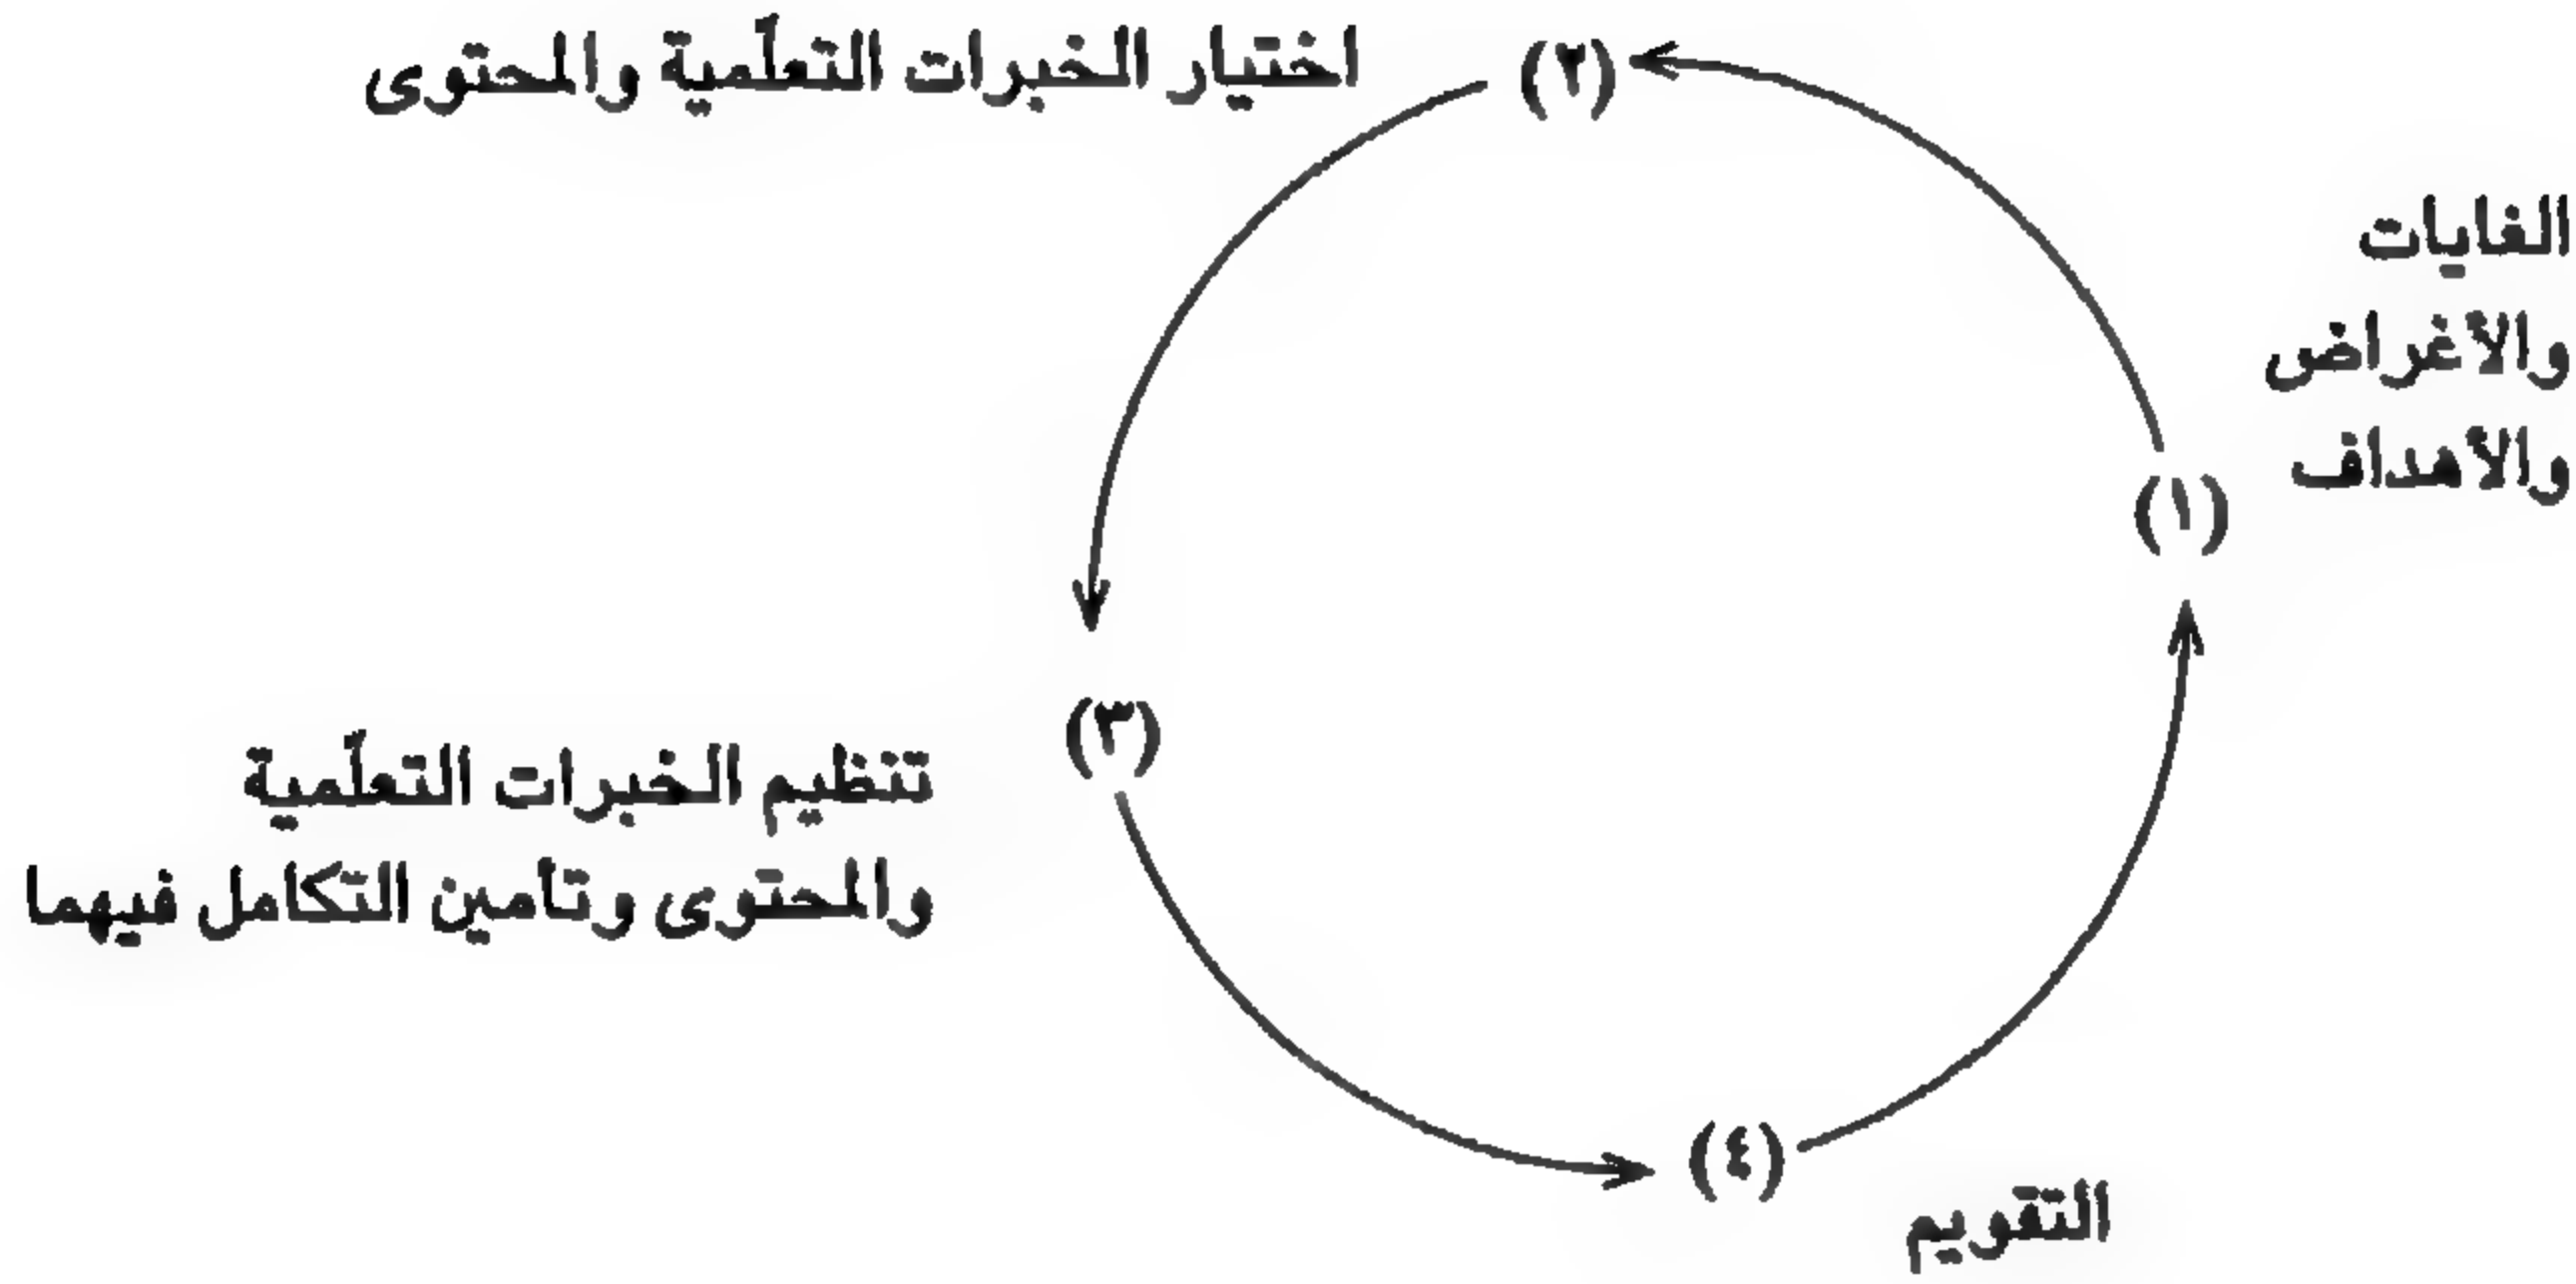 الغايات
والأغراض
والأهداف
(١)
(٢)
اختيار الخبرات التعلّمية والمحتوى
(٣)
تنظيم الخبرات التعلّمية
والمحتوى وتأمين التكامل فيهما
(٤)
التقويم